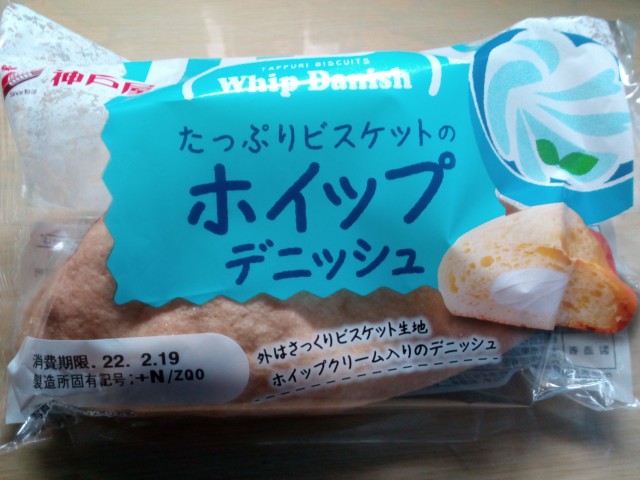 神戸屋
TAPPURI BISCUITS
Whip Danish
たっぷりビスケットの
ホイップ
デニッシュ
外はさっくりビスケット生地
ホイップクリーム入りのデニッシュ
消費期限. 22. 2.19
製造所固有記号:+N/ZQ0